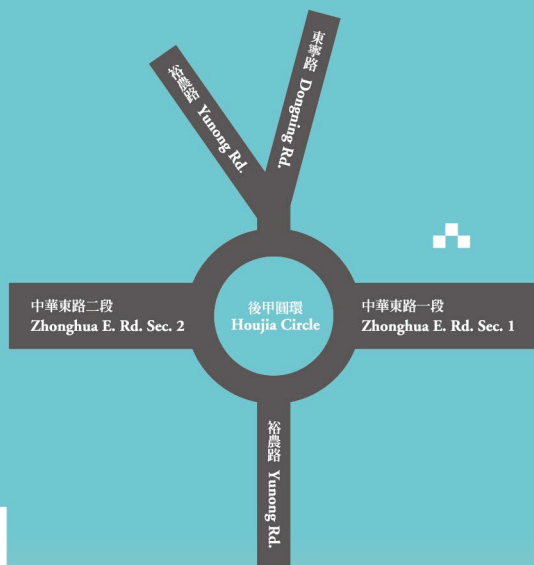 裕農路 Yunong Rd.
東寧路 Dongning Rd.
中華東路二段
Zhonghua E. Rd. Sec. 2
後甲圓環
Houjia Circle
中華東路一段
Zhonghua E. Rd. Sec. 1
裕農路 Yunong Rd.